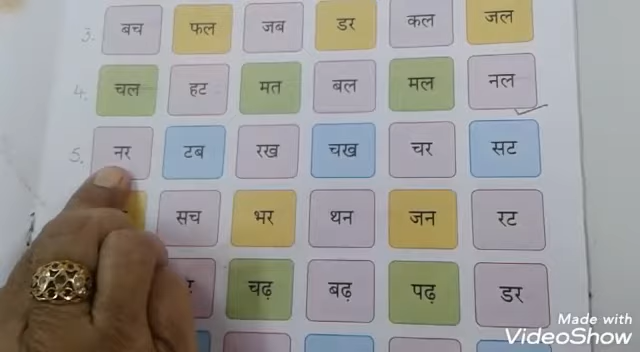 3. बच फल जब डर कल जल
4. चल हट मत बल मल नल
5. नर टब रख चख चर सट
सच भर थन जन रट
चढ़ बढ़ पढ़ डर
Made with
VideoShow